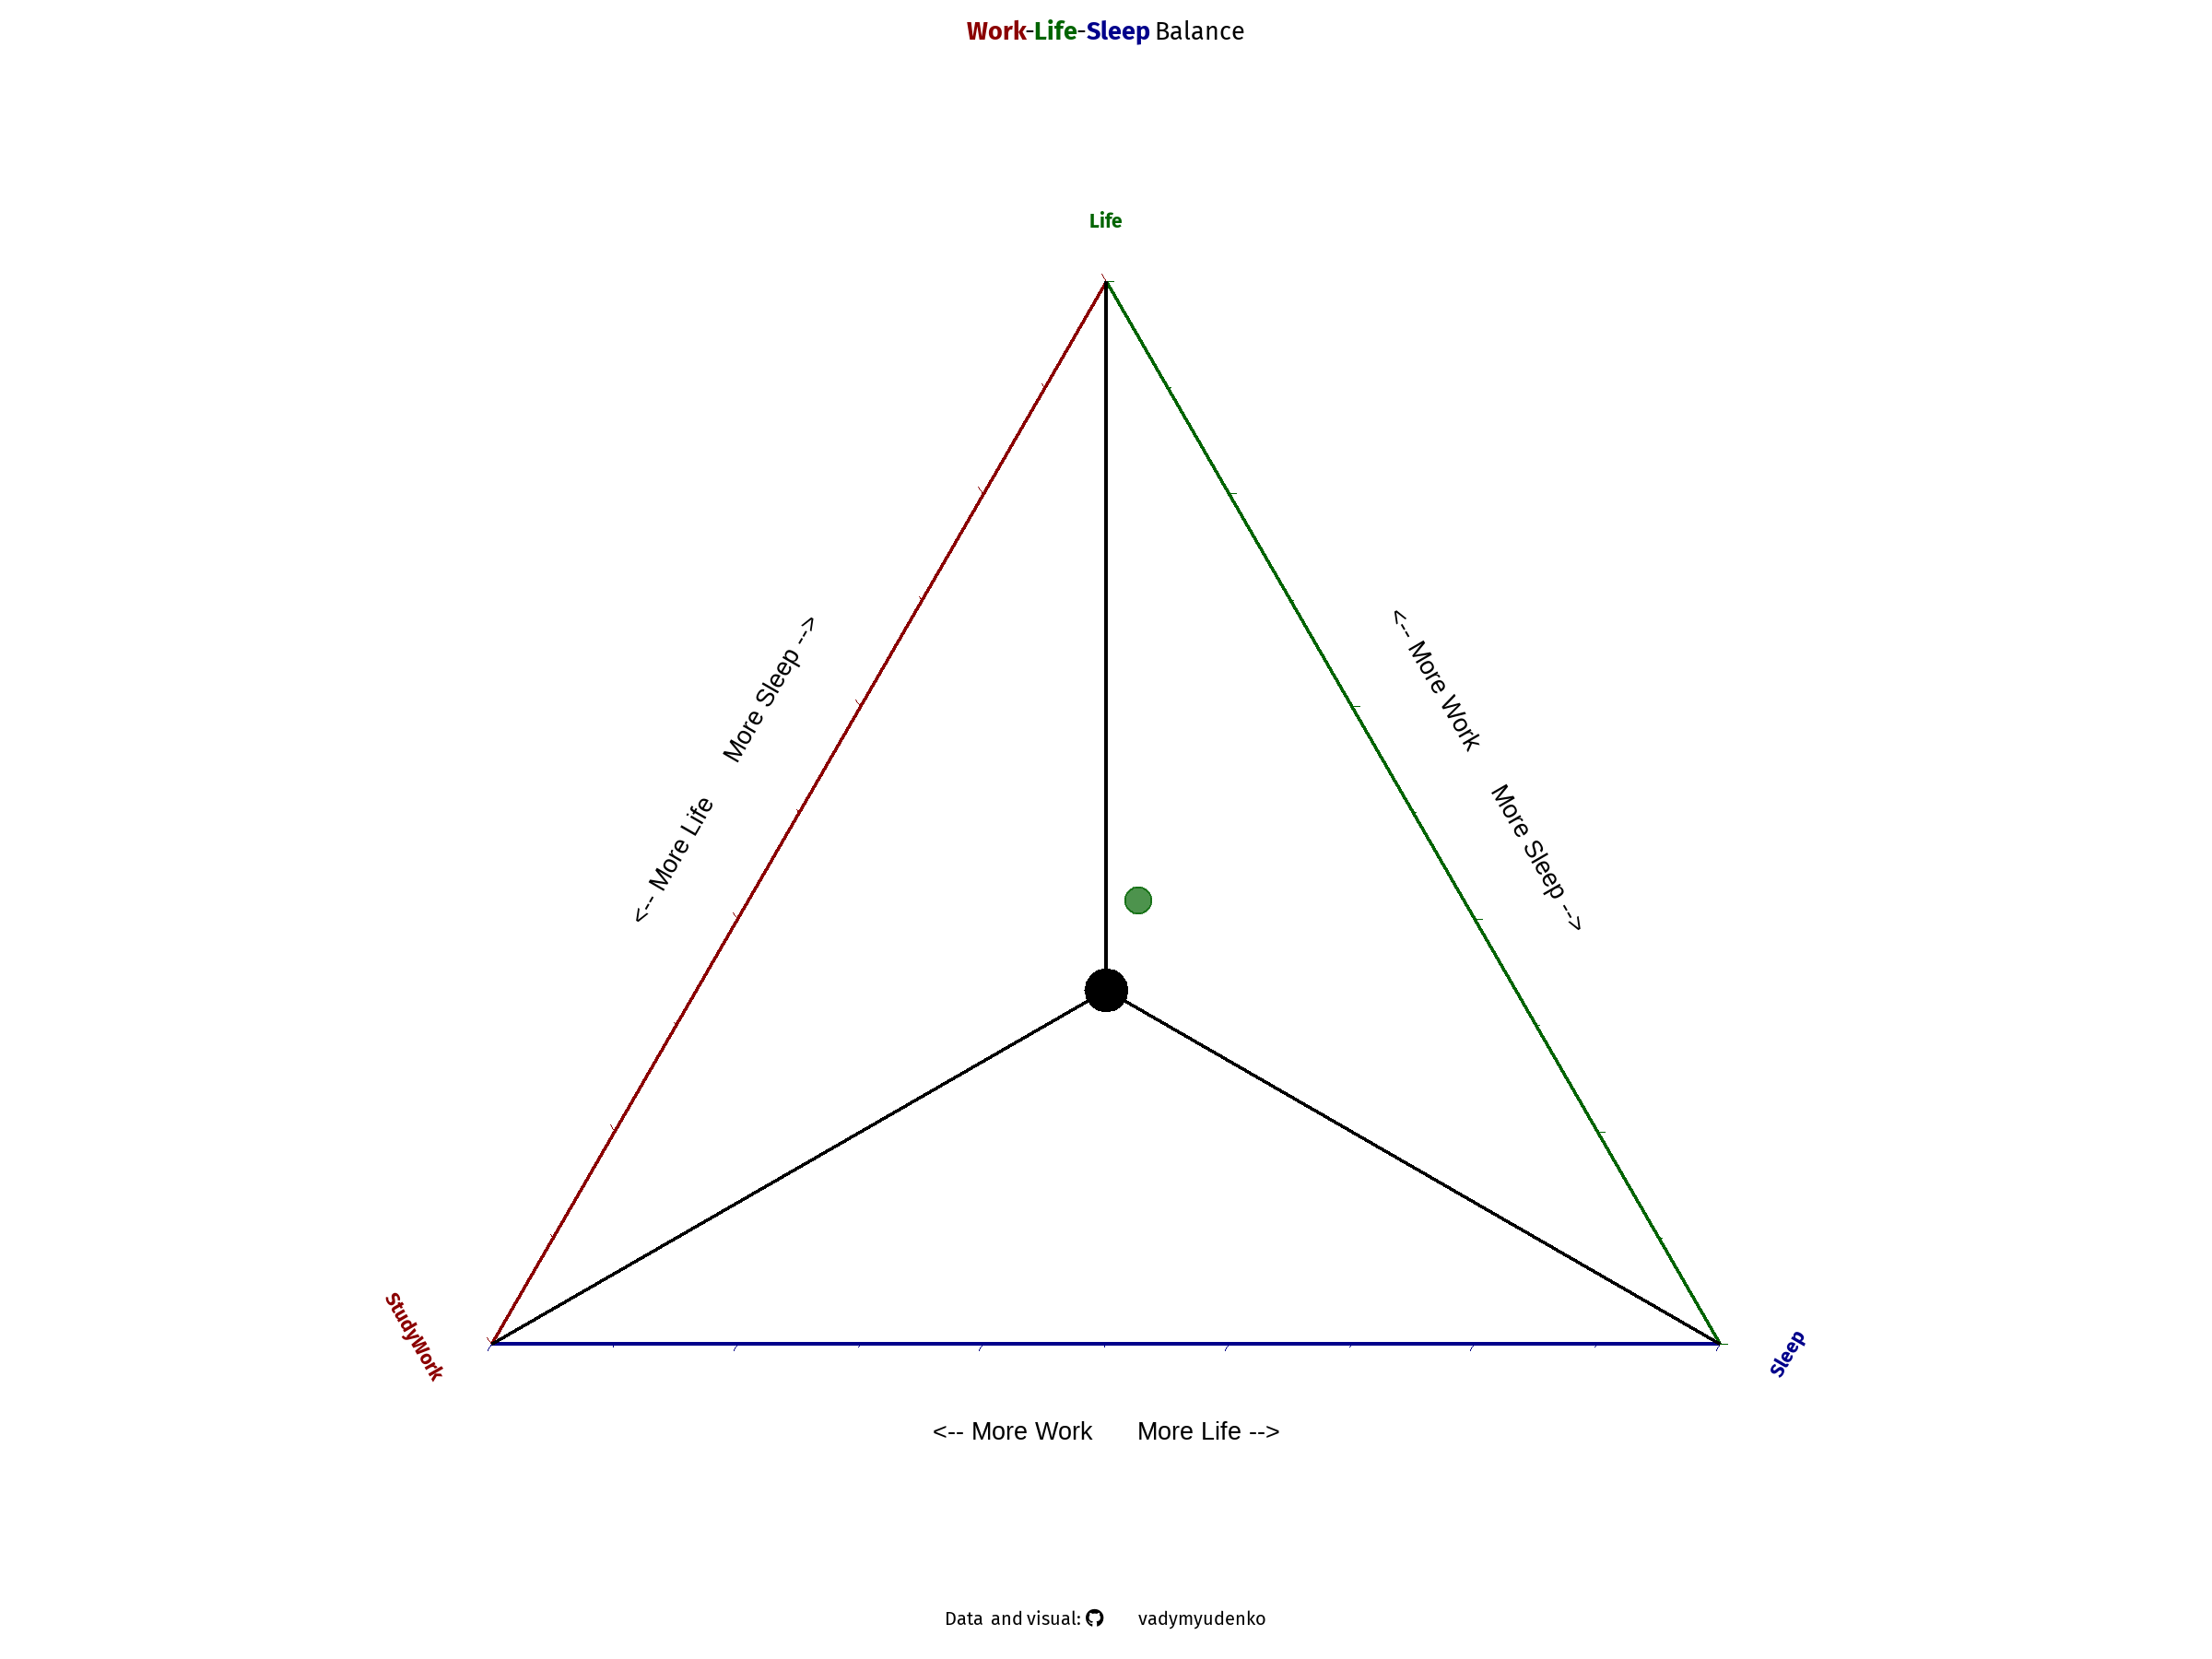 Work-Life-Sleep Balance
Life
<-- More Life     More Sleep -->
<-- More Work     More Sleep -->
StudyWork
Sleep
<-- More Work     More Life -->
Data and visual: vadymyudenko